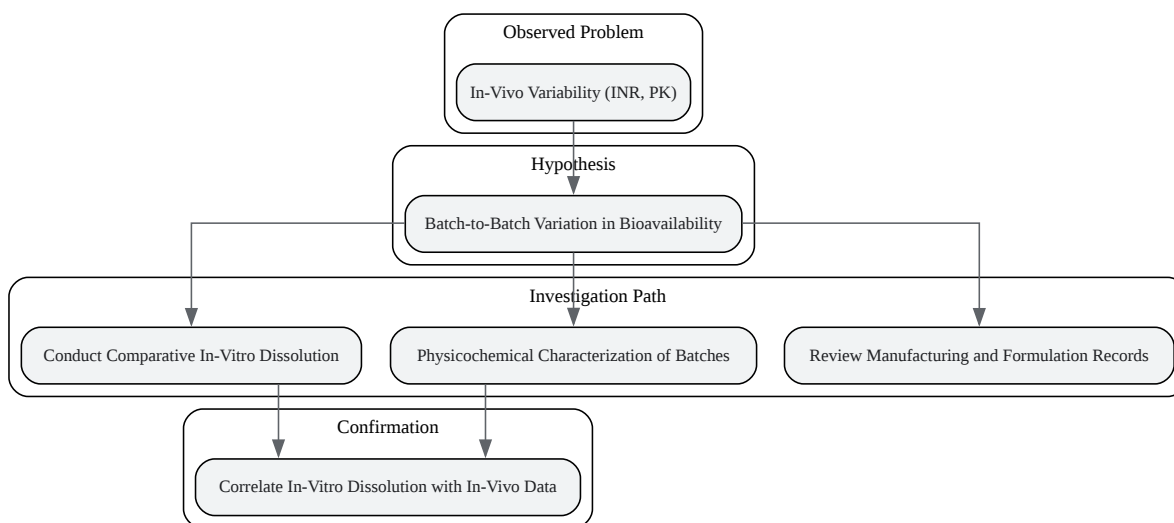 Observed Problem
In-Vivo Variability (INR, PK)
Hypothesis
Batch-to-Batch Variation in Bioavailability
Investigation Path
Conduct Comparative In-Vitro Dissolution
Physicochemical Characterization of Batches
Review Manufacturing and Formulation Records
Confirmation
Correlate In-Vitro Dissolution with In-Vivo Data